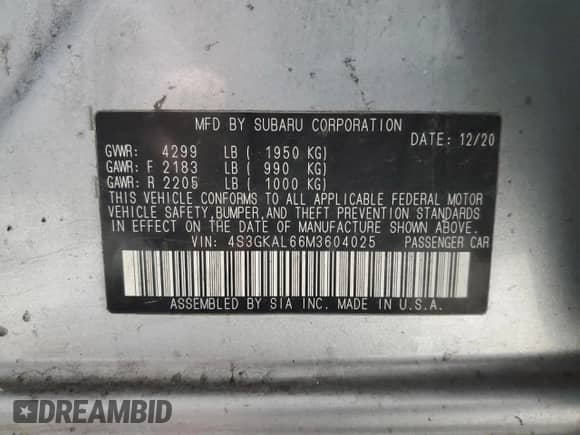 MFD BY SUBARU CORPORATION
DATE: 12/20
GVWR: 4299 LB ( 1950 KG)
GAWR: F 2183 LB ( 990 KG)
GAWR: R 2205 LB ( 1000 KG)
THIS VEHICLE CONFORMS TO ALL APPLICABLE FEDERAL MOTOR
VEHICLE SAFETY, BUMPER, AND THEFT PREVENTION STANDARDS
IN EFFECT ON THE DATE OF MANUFACTURE SHOWN ABOVE.
VIN: 4S3GKAL66M3604025 PASSENGER CAR
ASSEMBLED BY SIA INC. MADE IN U.S.A.
DREAMBID